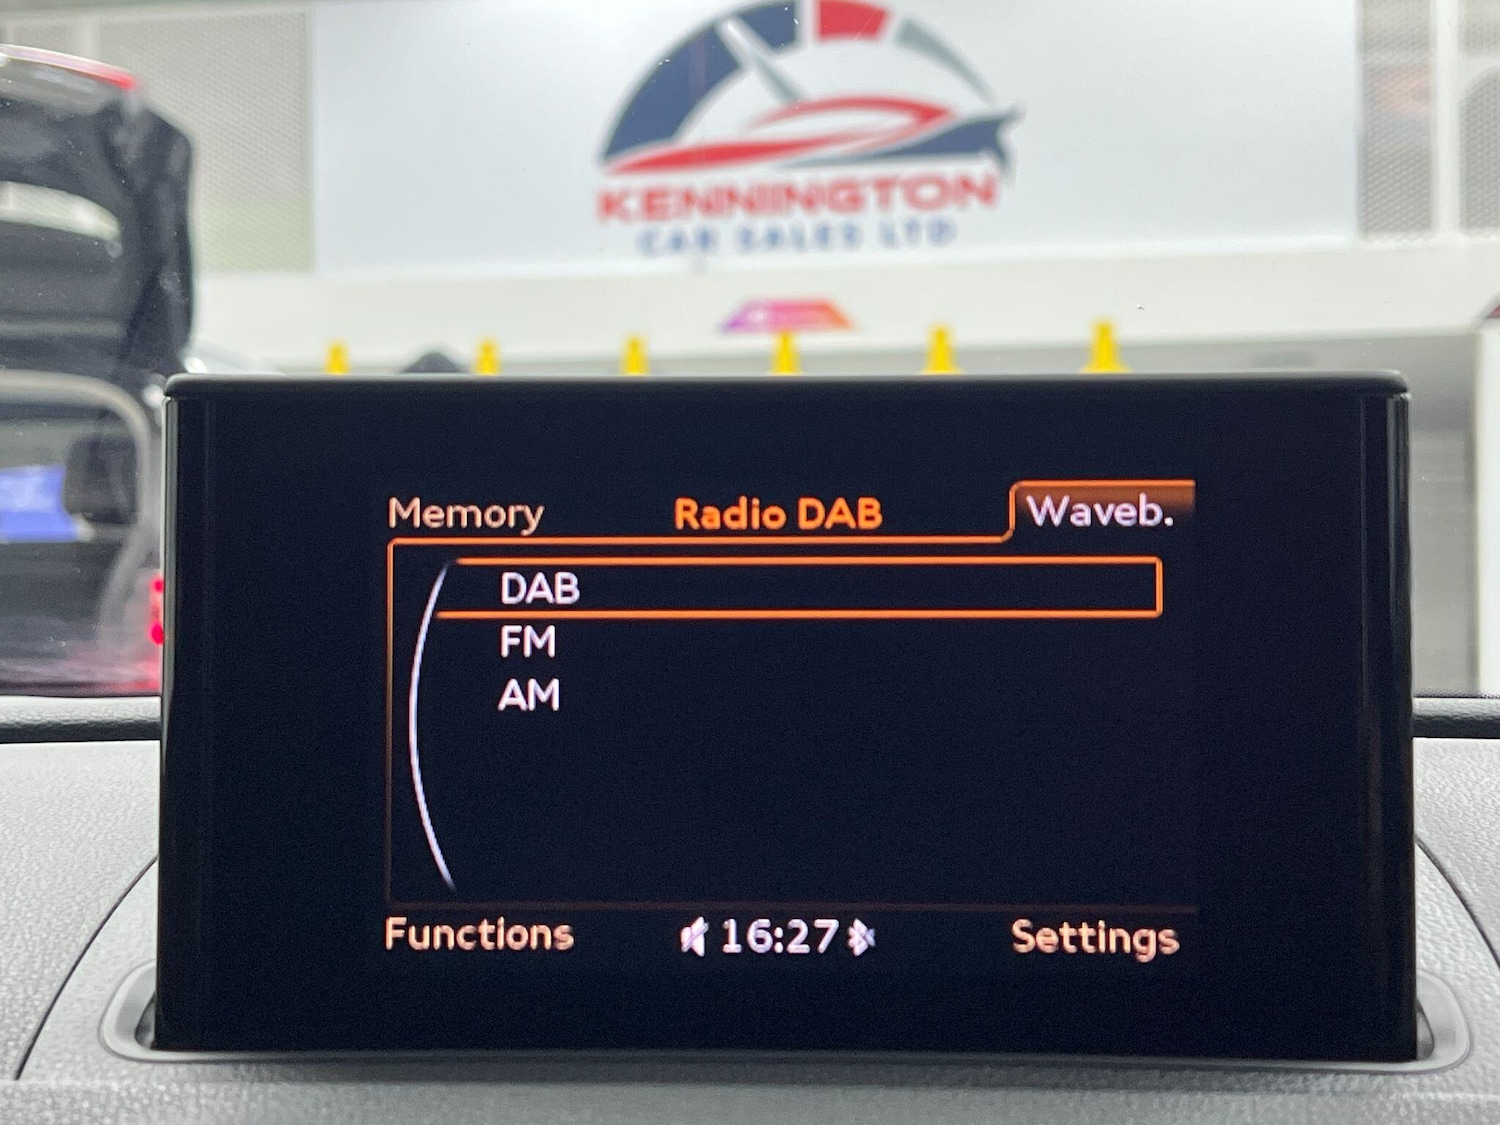 KENNINGTON
CAR SALES LTD
Memory Radio DAB Waveb.
DAB
FM
AM
Functions 16:27 Settings